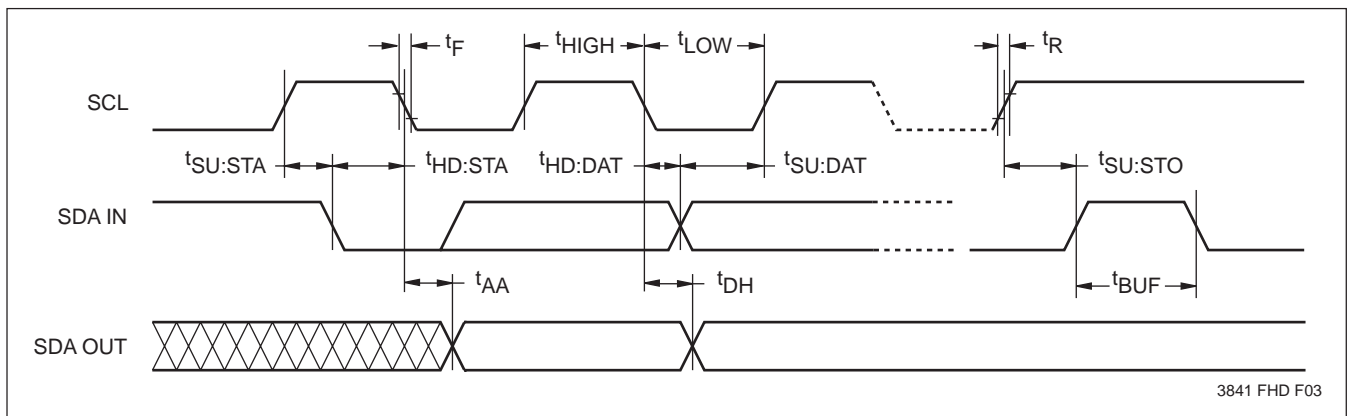 tF
tHIGH
tLOW
tR
SCL
tSU:STA
tHD:STA
tHD:DAT
tSU:DAT
tSU:STO
SDA IN
tAA
tDH
tBUF
SDA OUT
3841 FHD F03